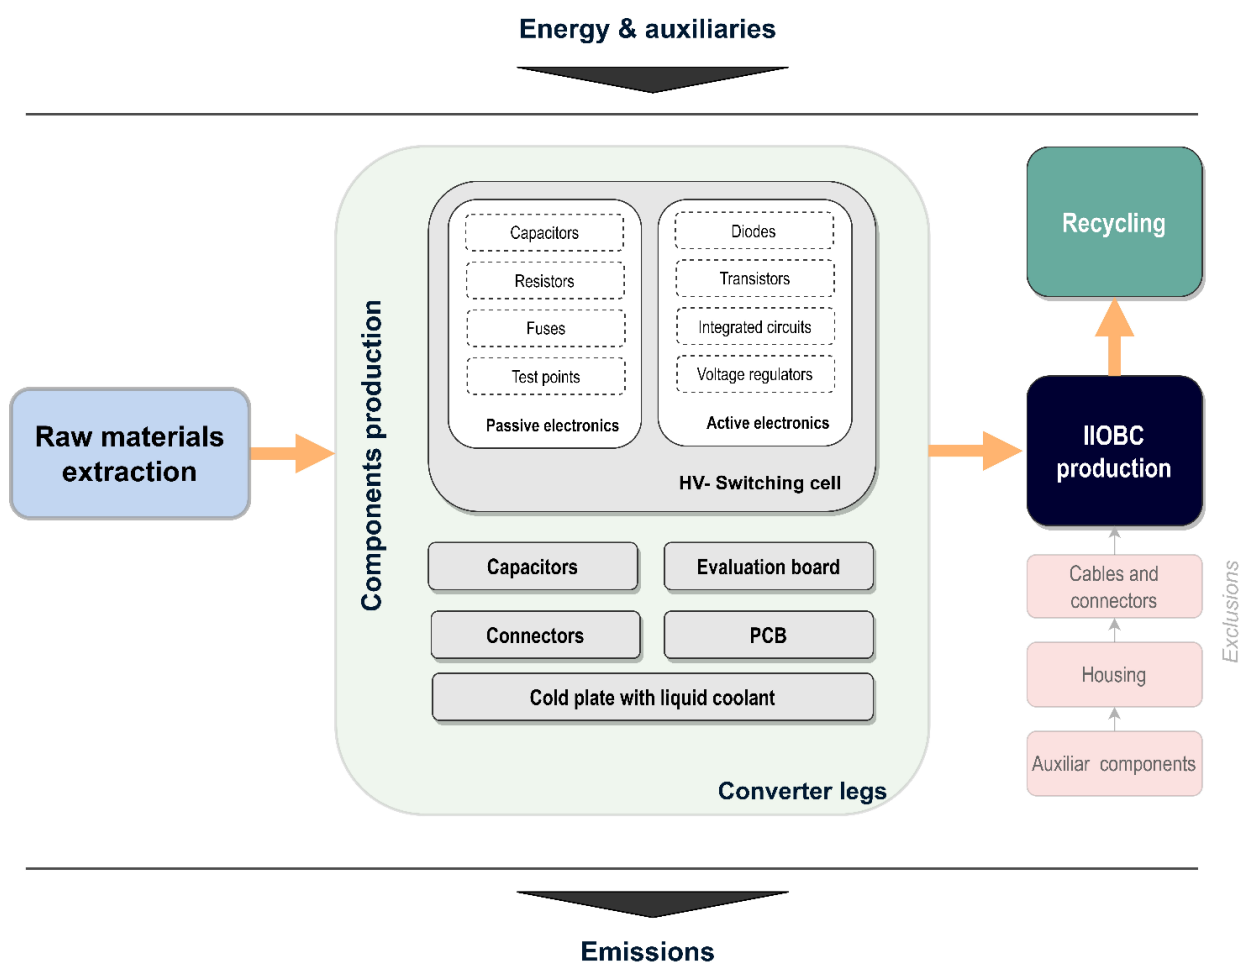 Energy & auxiliaries
Raw materials
extraction
Components production
Capacitors
Resistors
Fuses
Test points
Passive electronics
Diodes
Transistors
Integrated circuits
Voltage regulators
Active electronics
HV- Switching cell
Capacitors
Evaluation board
Connectors
PCB
Cold plate with liquid coolant
Converter legs
Recycling
IIOBC
production
Cables and
connectors
Housing
Auxiliar components
Exclusions
Emissions